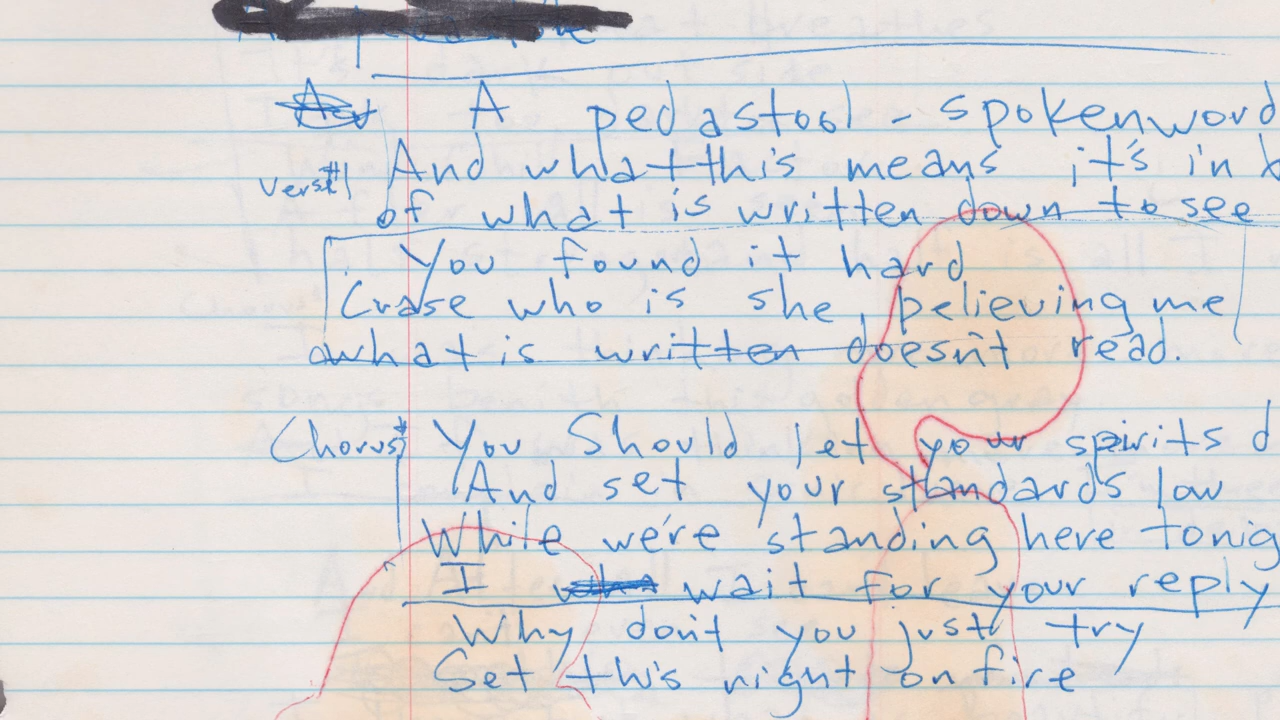 A pedastool - spokenword
Verse #1 And what this means it's in b
of what is written down to see
You found it hard
Crase who is she, pelieving me
what is written doesn't read.
Chorus You Should let your spirits d
And set your standards low
While we're standing here tonig
I wait for your reply
Why don't you just try
Set this night on fire